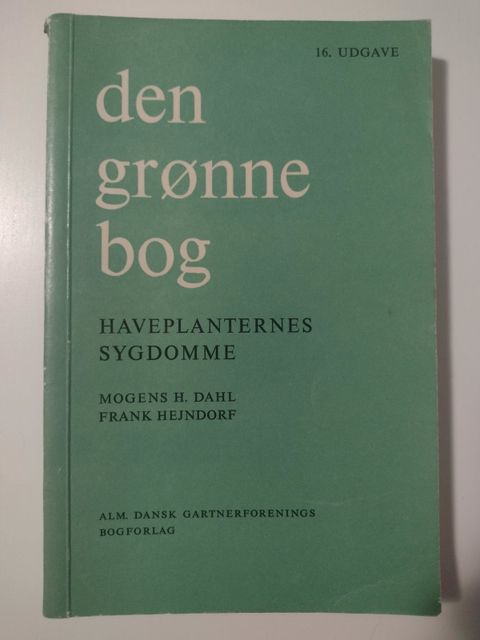 16. UDGAVE
den
grønne
bog
HAVEPLANTERNES
SYGDOMME
MOGENS H. DAHL
FRANK HEJNDORF
ALM. DANSK GARTNERFORENINGS
BOGFORLAG